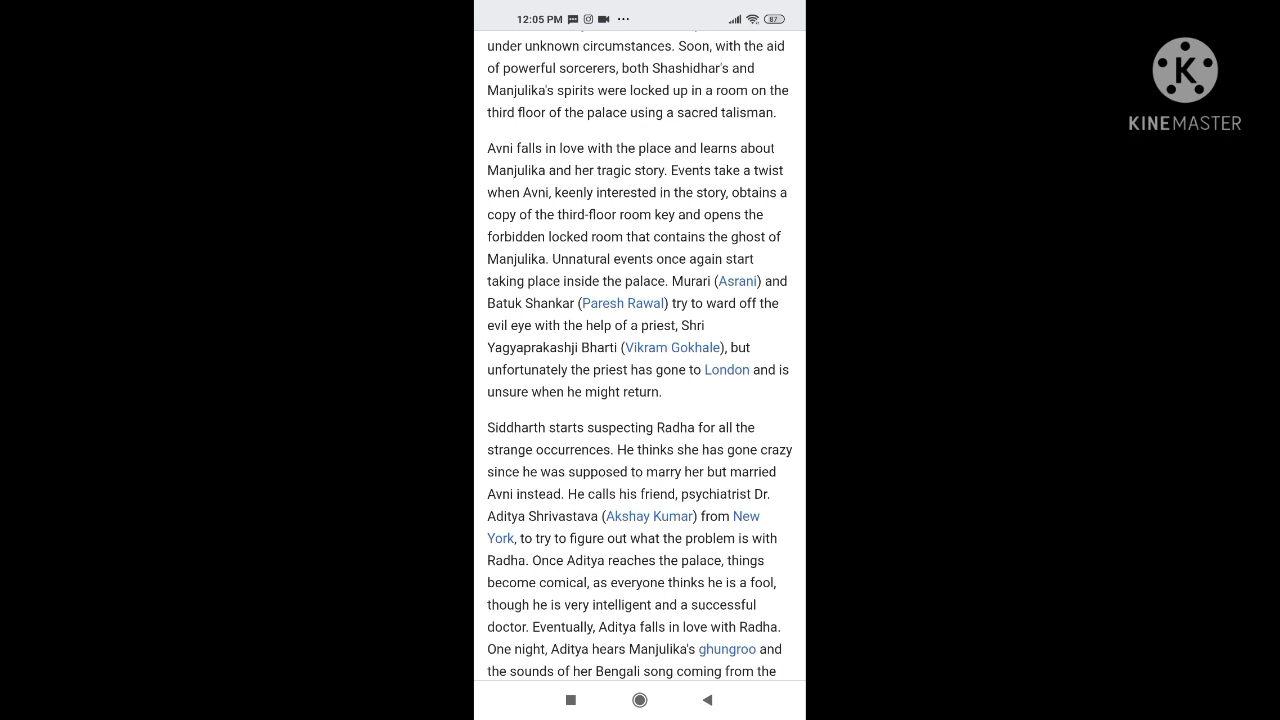 12:05 PM
87
under unknown circumstances. Soon, with the aid
of powerful sorcerers, both Shashidhar's and
Manjulika's spirits were locked up in a room on the
third floor of the palace using a sacred talisman.
Avni falls in love with the place and learns about
Manjulika and her tragic story. Events take a twist
when Avni, keenly interested in the story, obtains a
copy of the third-floor room key and opens the
forbidden locked room that contains the ghost of
Manjulika. Unnatural events once again start
taking place inside the palace. Murari (Asrani) and
Batuk Shankar (Paresh Rawal) try to ward off the
evil eye with the help of a priest, Shri
Yagyaprakashji Bharti (Vikram Gokhale), but
unfortunately the priest has gone to London and is
unsure when he might return.
Siddharth starts suspecting Radha for all the
strange occurrences. He thinks she has gone crazy
since he was supposed to marry her but married
Avni instead. He calls his friend, psychiatrist Dr.
Aditya Shrivastava (Akshay Kumar) from New
York, to try to figure out what the problem is with
Radha. Once Aditya reaches the palace, things
become comical, as everyone thinks he is a fool,
though he is very intelligent and a successful
doctor. Eventually, Aditya falls in love with Radha.
One night, Aditya hears Manjulika's ghungroo and
the sounds of her Bengali song coming from the
K
KINEMASTER